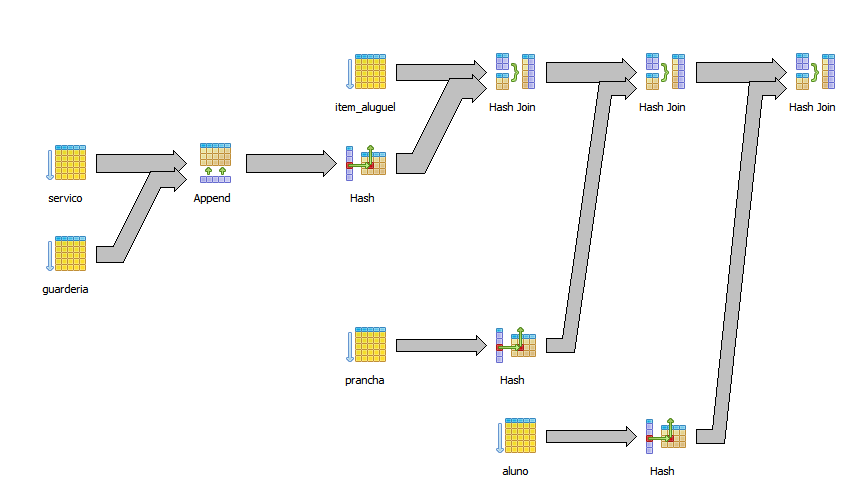 item_aluguel
Hash Join
Hash Join
Hash Join
servico
Append
Hash
guarderia
prancha
Hash
aluno
Hash